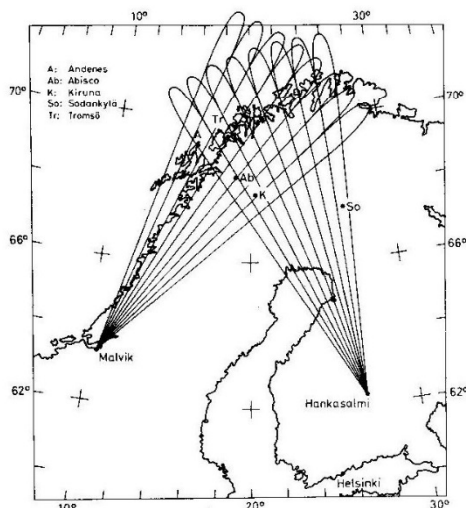 10° 30°
A: Andenes
Ab: Abisco
K: Kiruna
So: Sodankylä
Tr: Tromsö
70° 70°
Tr
A
Ab
K
So
66° 66°
Malvik
62° 62°
Hankasalmi
Helsinki
10° 20° 30°